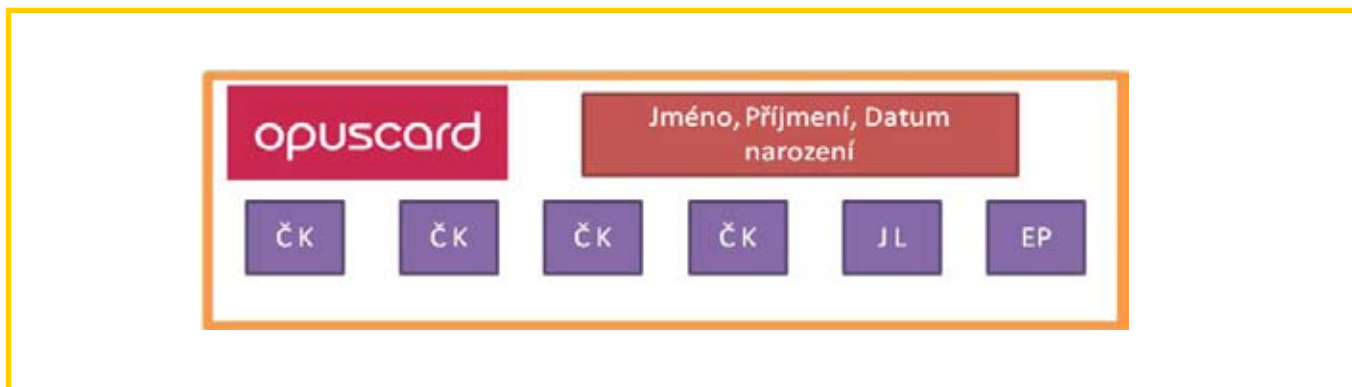 opuscard
Jméno, Příjmení, Datum
narození
Č K
Č K
Č K
Č K
J L
EP